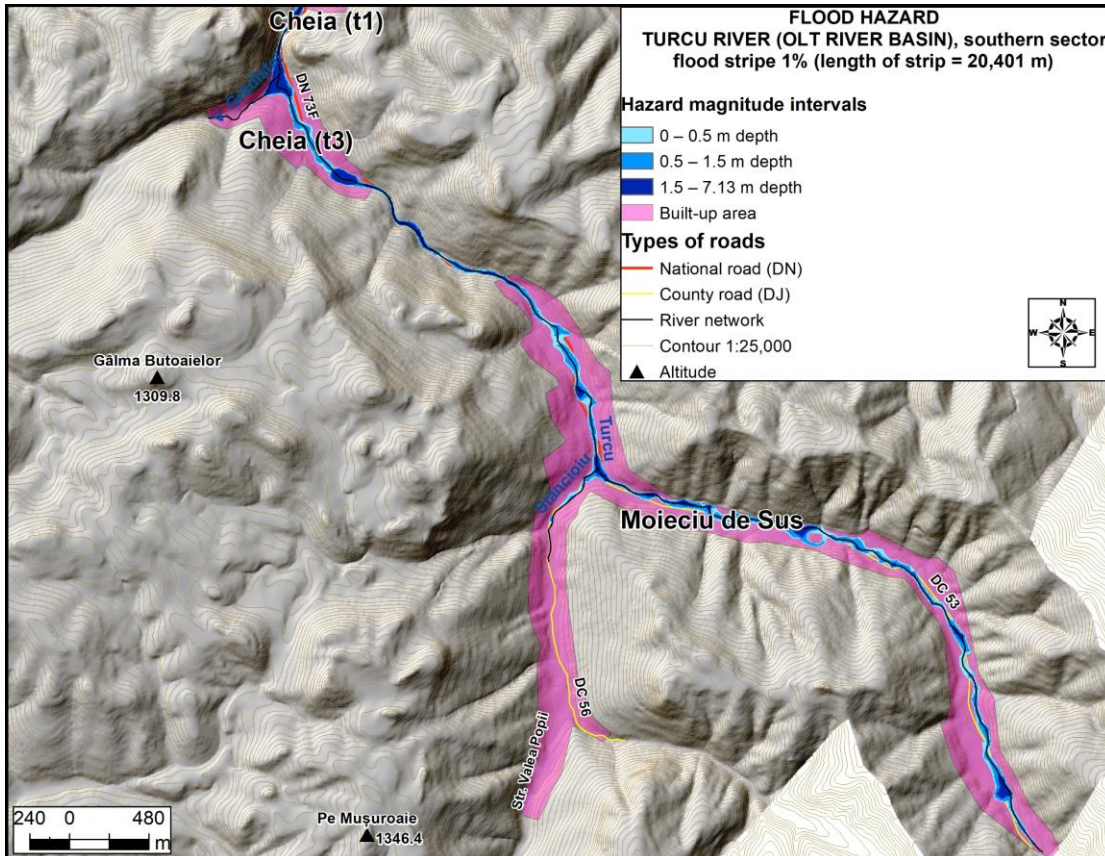 FLOOD HAZARD
TURCU RIVER (OLT RIVER BASIN), southern sector
flood stripe 1% (length of strip = 20,401 m)
Hazard magnitude intervals
0 – 0.5 m depth
0.5 – 1.5 m depth
1.5 – 7.13 m depth
Built-up area
Types of roads
National road (DN)
County road (DJ)
River network
Contour 1:25,000
Altitude
N
W E
S
Cheia (t1)
DN 73F
Cheia (t3)
Gâlma Butoaielor
1309.8
Turcu
Stancioiu
Moieciu de Sus
DC 53
DC 56
Str. Valea Popii
Pe Mușuroaie
1346.4
240 0 480
m